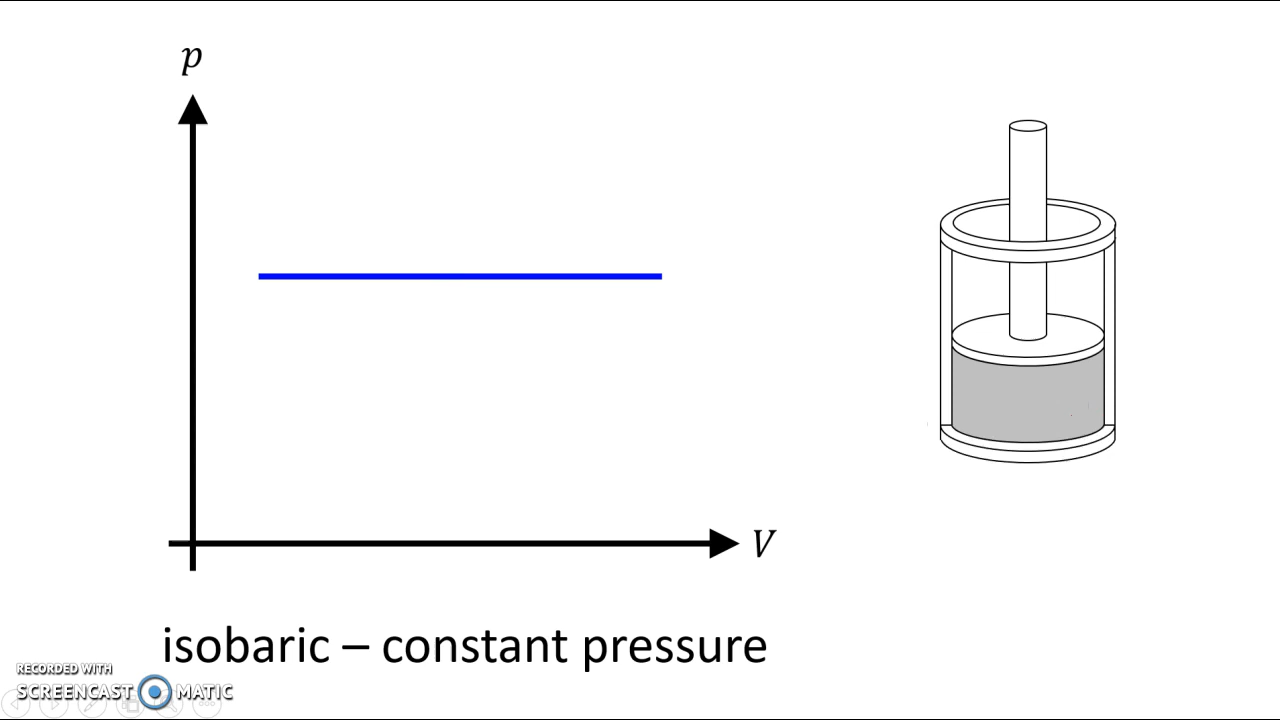 p
V
isobaric – constant pressure
RECORDED WITH
SCREENCAST MATIC